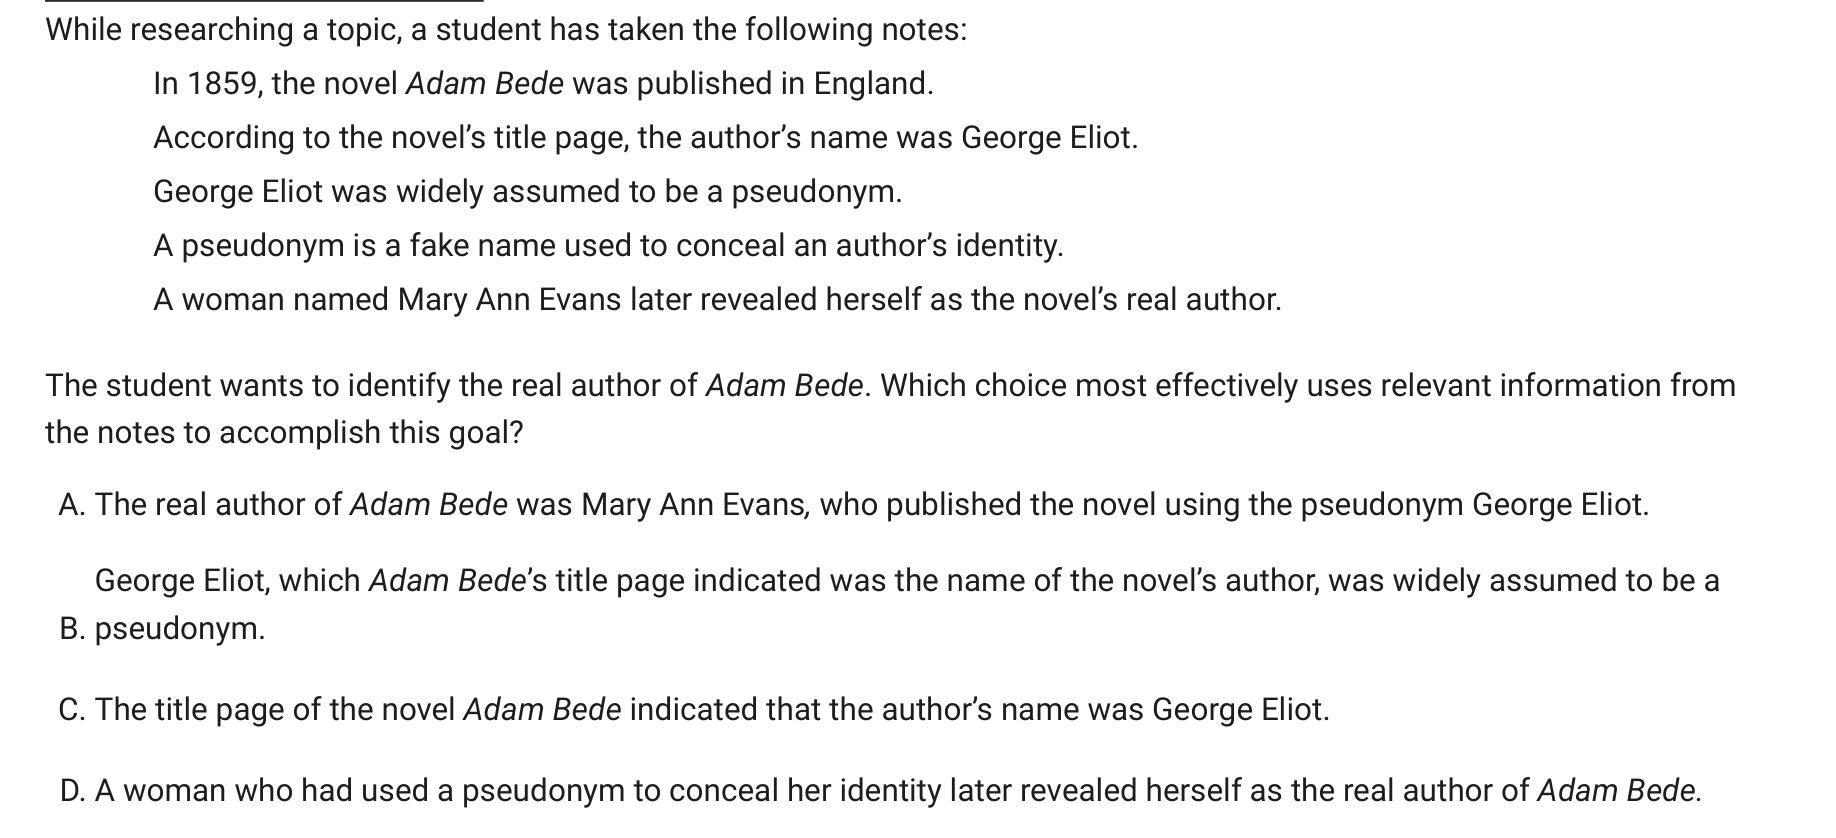 While researching a topic, a student has taken the following notes:
In 1859, the novel Adam Bede was published in England.
According to the novel’s title page, the author’s name was George Eliot.
George Eliot was widely assumed to be a pseudonym.
A pseudonym is a fake name used to conceal an author’s identity.
A woman named Mary Ann Evans later revealed herself as the novel’s real author.
The student wants to identify the real author of Adam Bede. Which choice most effectively uses relevant information from
the notes to accomplish this goal?
A. The real author of Adam Bede was Mary Ann Evans, who published the novel using the pseudonym George Eliot.
George Eliot, which Adam Bede’s title page indicated was the name of the novel’s author, was widely assumed to be a
B. pseudonym.
C. The title page of the novel Adam Bede indicated that the author’s name was George Eliot.
D. A woman who had used a pseudonym to conceal her identity later revealed herself as the real author of Adam Bede.